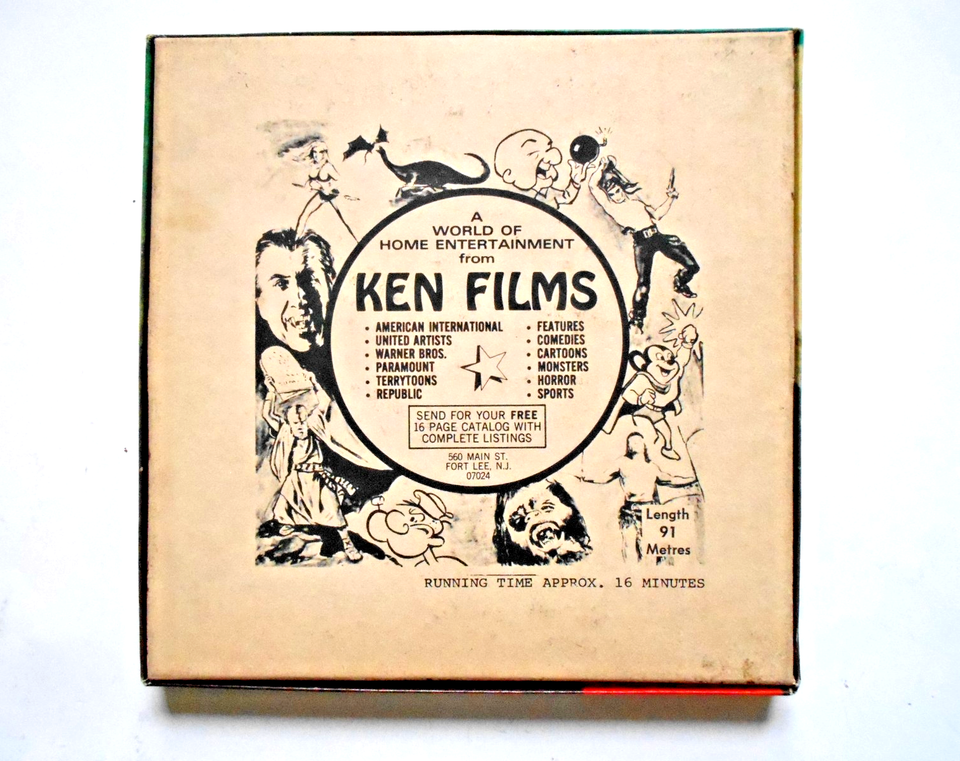 A
WORLD OF
HOME ENTERTAINMENT
from
KEN FILMS
• AMERICAN INTERNATIONAL
• UNITED ARTISTS
• WARNER BROS.
• PARAMOUNT
• TERRYTOONS
• REPUBLIC
• FEATURES
• COMEDIES
• CARTOONS
• MONSTERS
• HORROR
• SPORTS
SEND FOR YOUR FREE
16 PAGE CATALOG WITH
COMPLETE LISTINGS
560 MAIN ST.
FORT LEE, N.J.
07024
Length
91
Metres
RUNNING TIME APPROX. 16 MINUTES